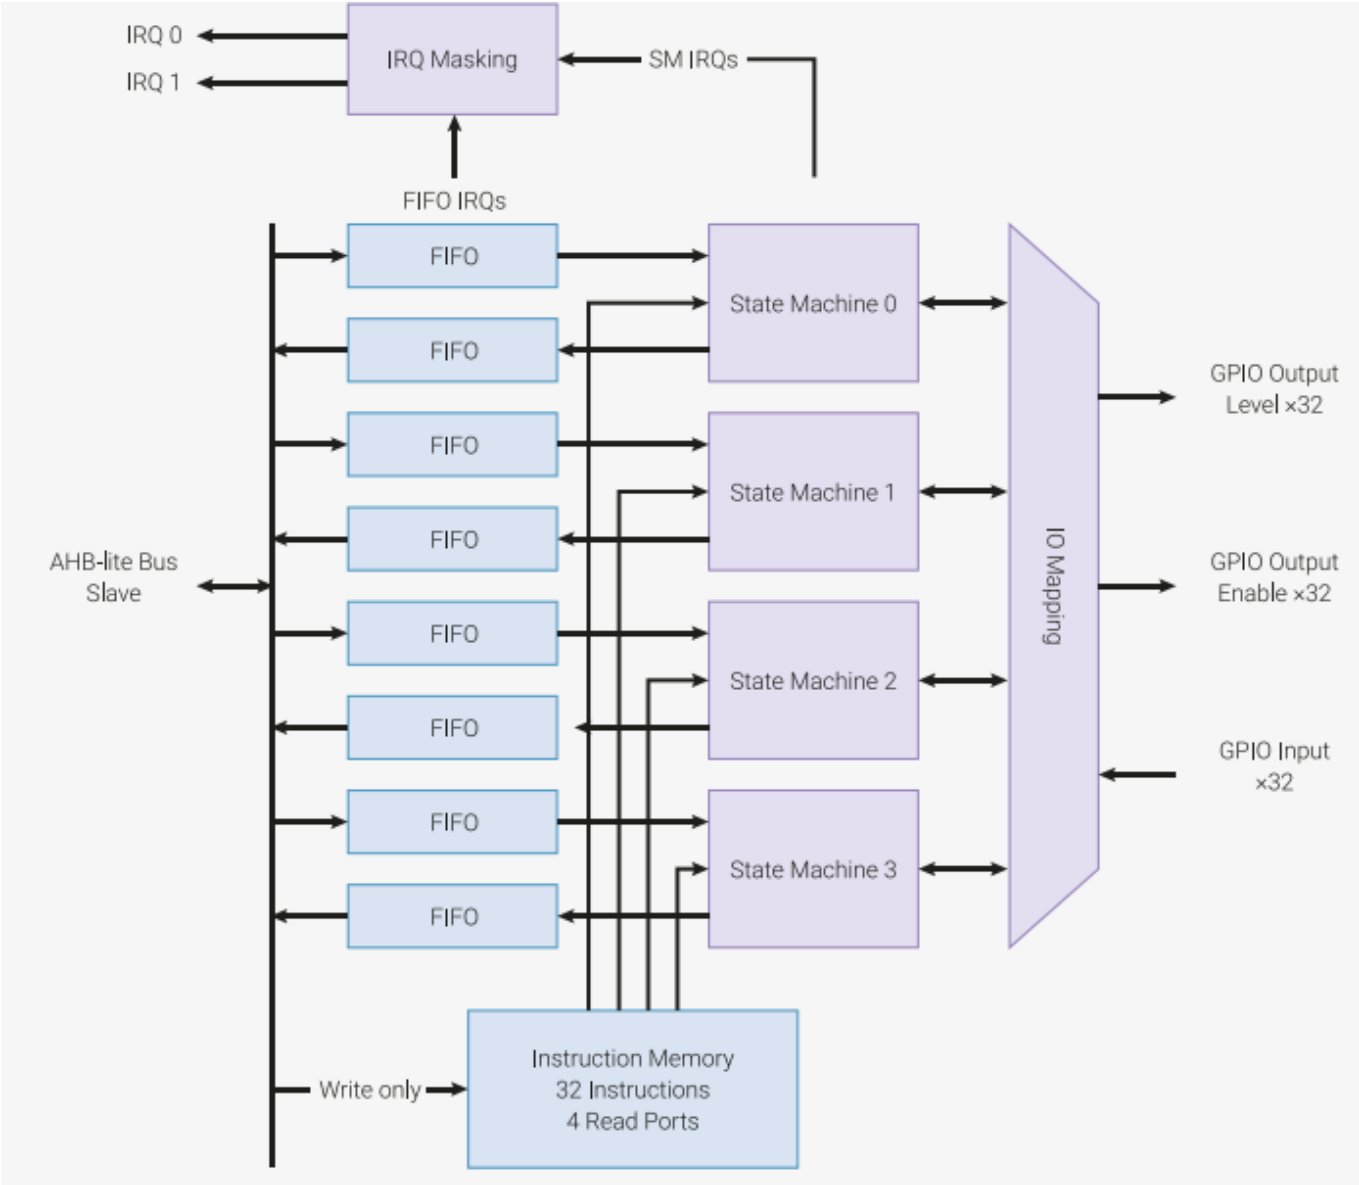 IRQ 0
IRQ 1
IRQ Masking
SM IRQs
FIFO IRQs
FIFO
State Machine 0
FIFO
GPIO Output
Level ×32
FIFO
State Machine 1
FIFO
AHB-lite Bus
Slave
IO Mapping
GPIO Output
Enable ×32
FIFO
State Machine 2
FIFO
GPIO Input
×32
FIFO
State Machine 3
FIFO
Write only
Instruction Memory
32 Instructions
4 Read Ports